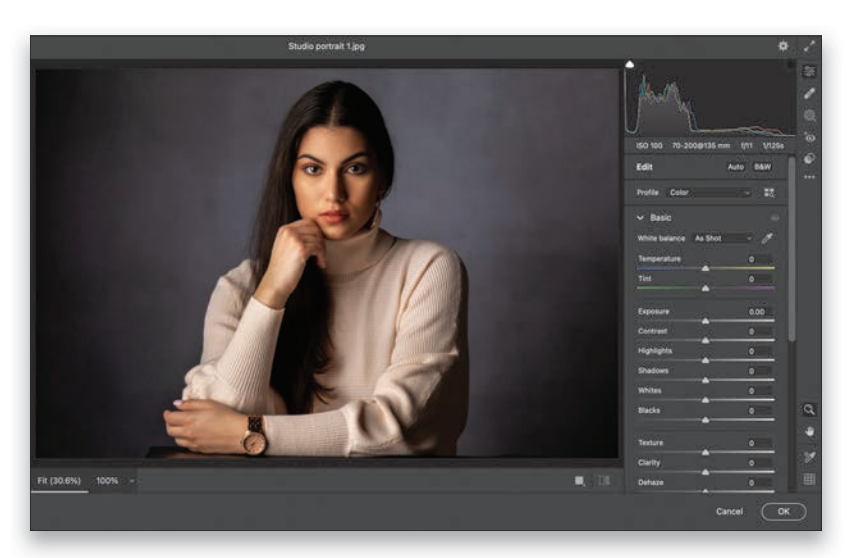 Studio portrait 1.jpg
ISO 100 70-200@135 mm f/11 1/125s
Edit Auto B&W
Profile Color
Basic
White balance As Shot
Temperature 0
Tint 0
Exposure 0.00
Contrast 0
Highlights 0
Shadows 0
Whites 0
Blacks 0
Texture 0
Clarity 0
Dehaze 0
Fit (30.6%) 100%
Cancel OK